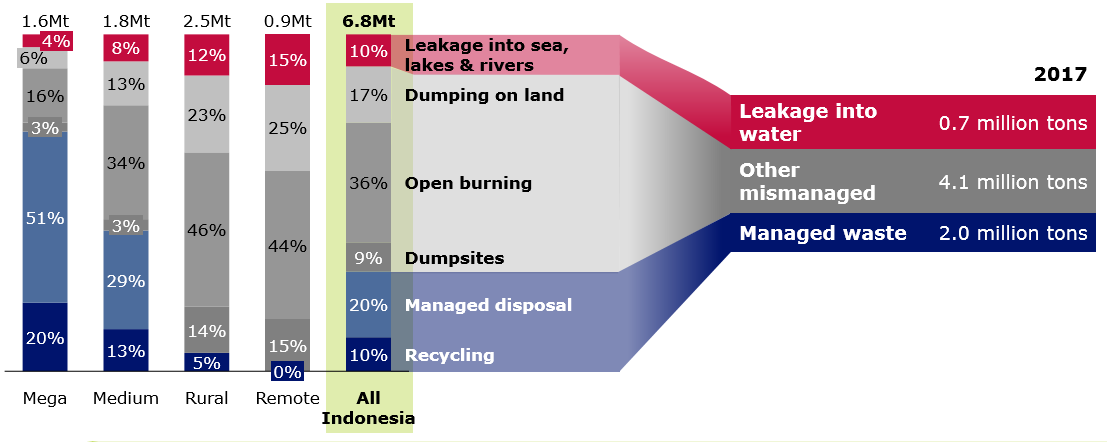 1.6Mt 1.8Mt 2.5Mt 0.9Mt 6.8Mt
4% 8% 12% 15% 10%
Leakage into sea,
lakes & rivers
6% 13% 23% 25% 17%
Dumping on land
16% 34% 46% 44% 36%
Open burning
3% 3% 14% 15% 9%
Dumpsites
51% 29% 20%
Managed disposal
20% 13% 5% 0% 10%
Recycling
Mega Medium Rural Remote All
Indonesia
2017
Leakage into
water
0.7 million tons
Other
mismanaged
4.1 million tons
Managed waste 2.0 million tons